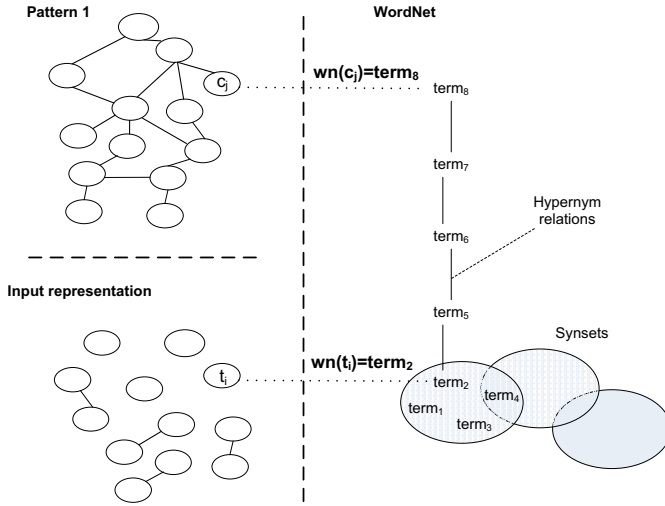 Pattern 1
WordNet
c_j
wn(c_j)=term_8
term_8
term_7
Hypernym
relations
term_6
Input representation
term_5
Synsets
t_i
wn(t_i)=term_2
term_2
term_4
term_1
term_3